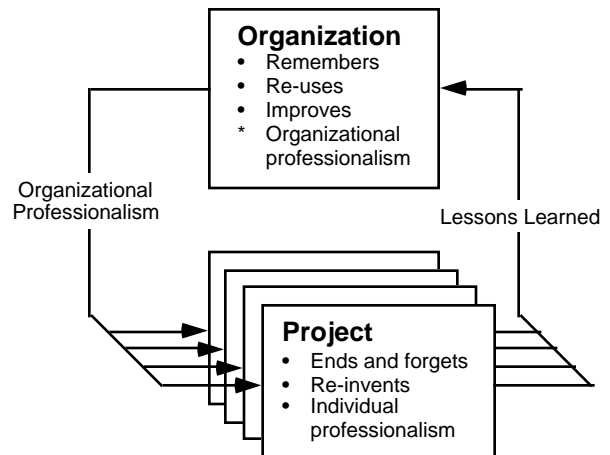 Organization
• Remembers
• Re-uses
• Improves
* Organizational
professionalism
Organizational
Professionalism
Lessons Learned
Project
• Ends and forgets
• Re-invents
• Individual
professionalism